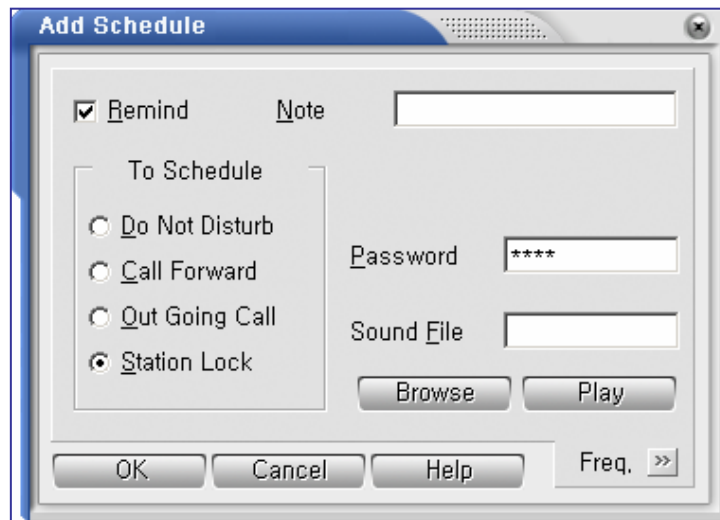 Add Schedule
Remind Note
To Schedule
Do Not Disturb
Call Forward
Out Going Call
Station Lock
Password ****
Sound File
Browse Play
OK Cancel Help Freq. >>